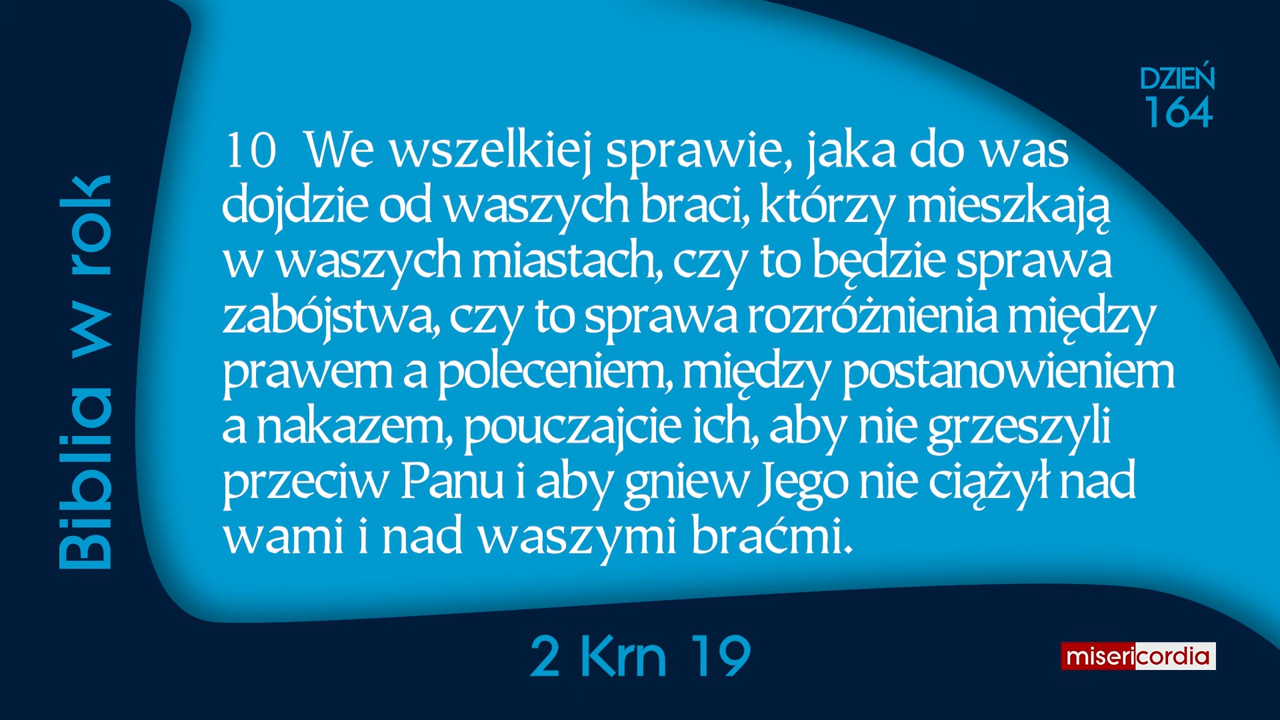 DZIEŃ
164
10 We wszelkiej sprawie, jaka do was
dojdzie od waszych braci, którzy mieszkają
w waszych miastach, czy to będzie sprawa
zabójstwa, czy to sprawa rozróżnienia między
prawem a poleceniem, między postanowieniem
a nakazem, pouczajcie ich, aby nie grzeszyli
przeciw Panu i aby gniew Jego nie ciążył nad
wami i nad waszymi braćmi.
Biblia w rok
2 Krn 19
misericordia